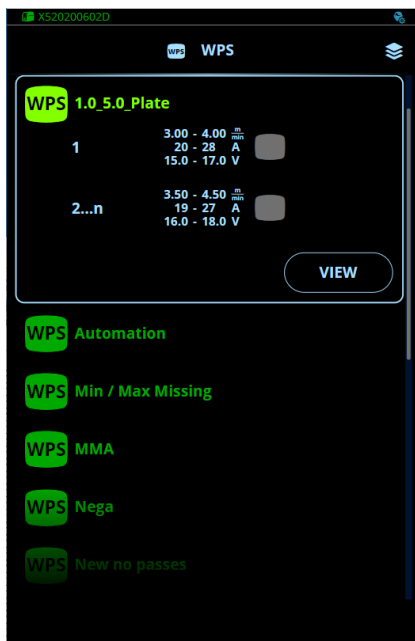 X520200602D
WPS WPS
WPS 1.0_5.0_Plate
1
3.00 - 4.00 m/min
20 - 28 A
15.0 - 17.0 V
2...n
3.50 - 4.50 m/min
19 - 27 A
16.0 - 18.0 V
VIEW
WPS Automation
WPS Min / Max Missing
WPS MMA
WPS Nega
WPS New no passes